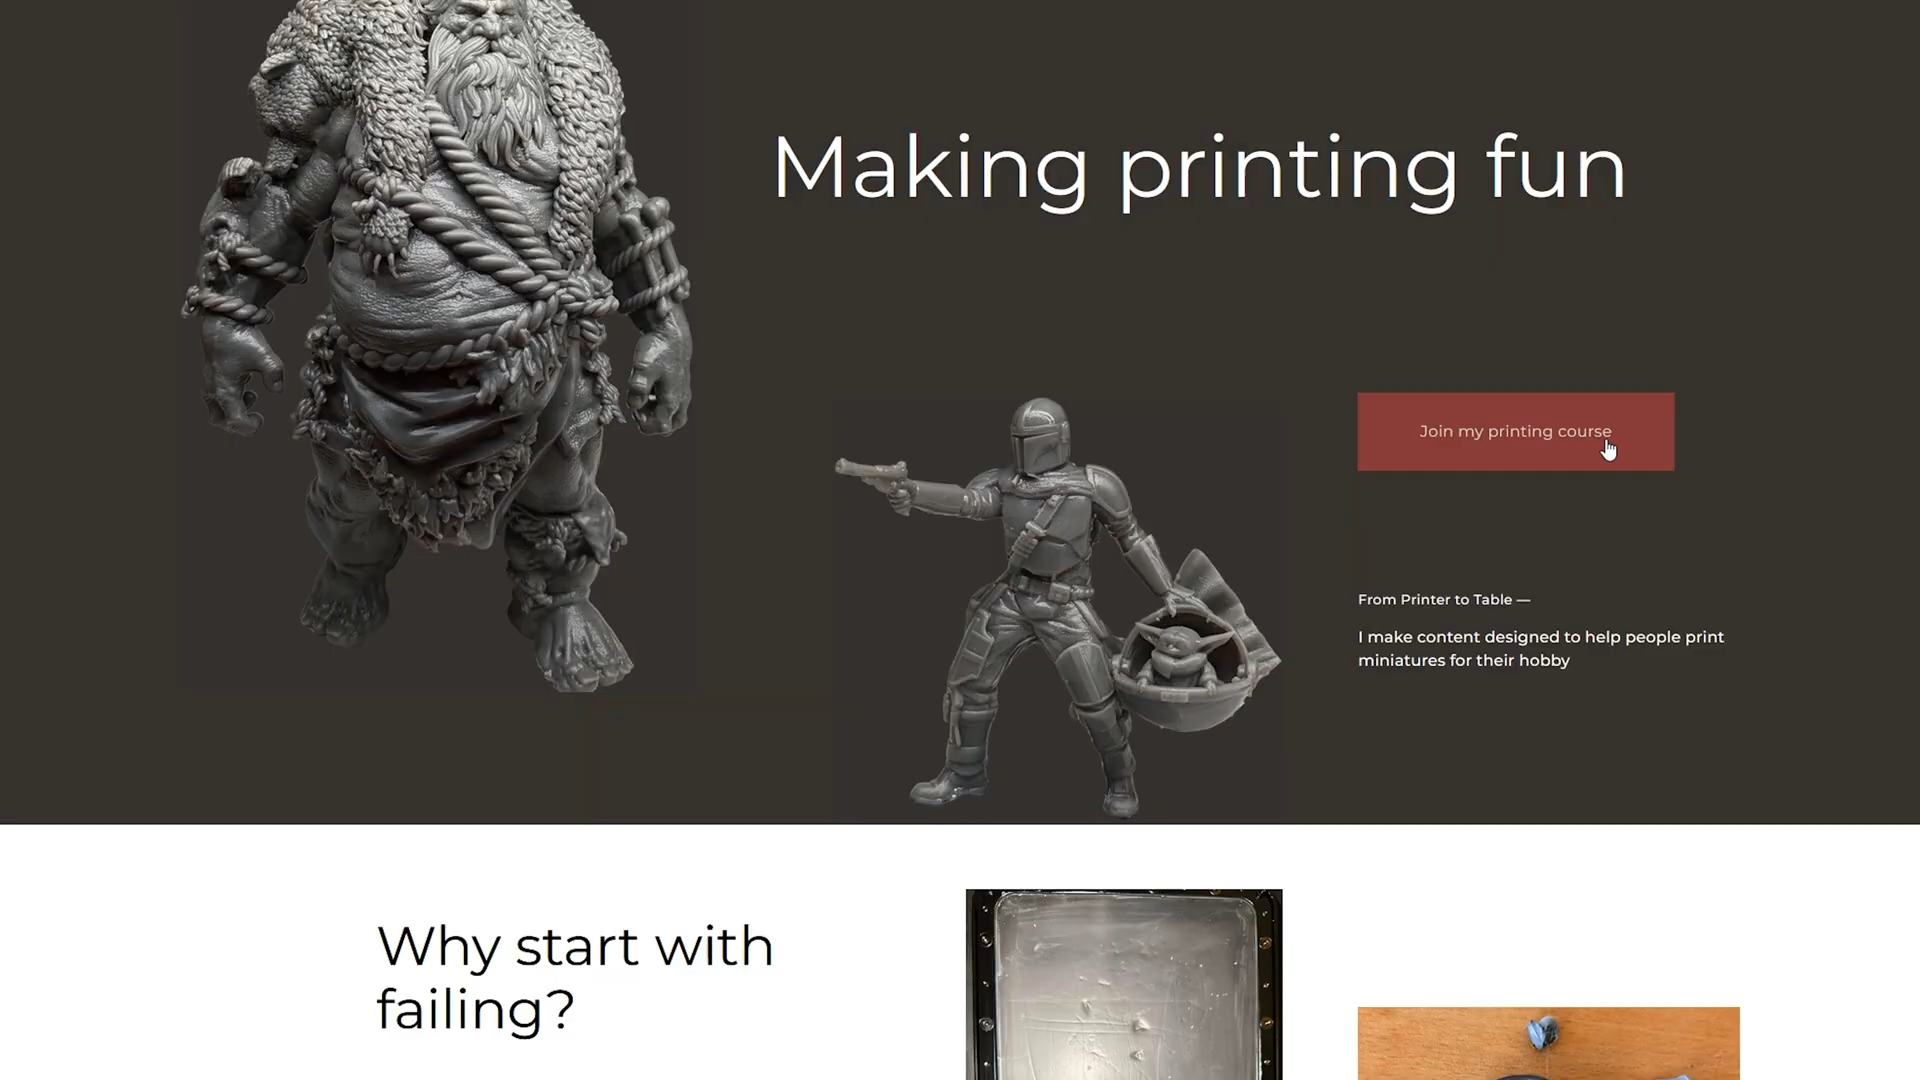 Making printing fun
Join my printing course
From Printer to Table —
I make content designed to help people print
miniatures for their hobby
Why start with
failing?